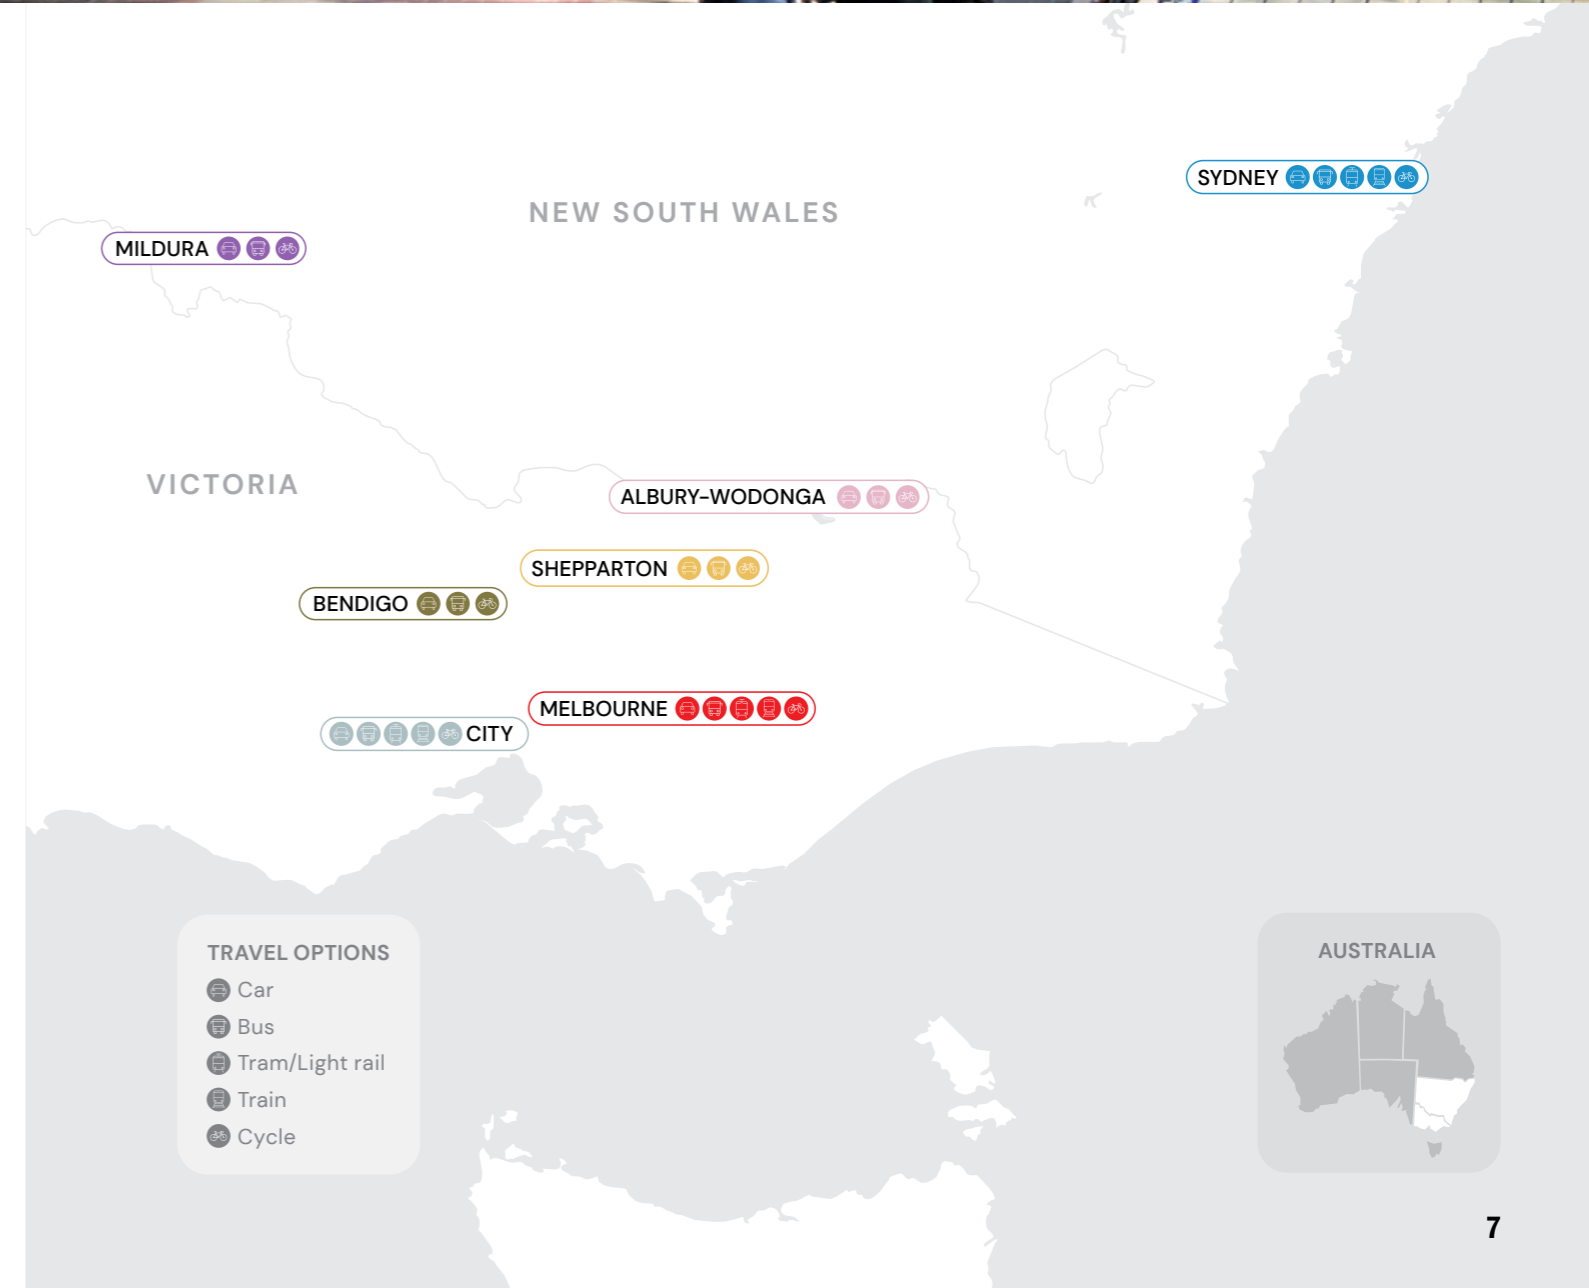 SYDNEY
NEW SOUTH WALES
MILDURA
VICTORIA
ALBURY-WODONGA
SHEPPARTON
BENDIGO
MELBOURNE
CITY
TRAVEL OPTIONS
Car
Bus
Tram/Light rail
Train
Cycle
AUSTRALIA
7